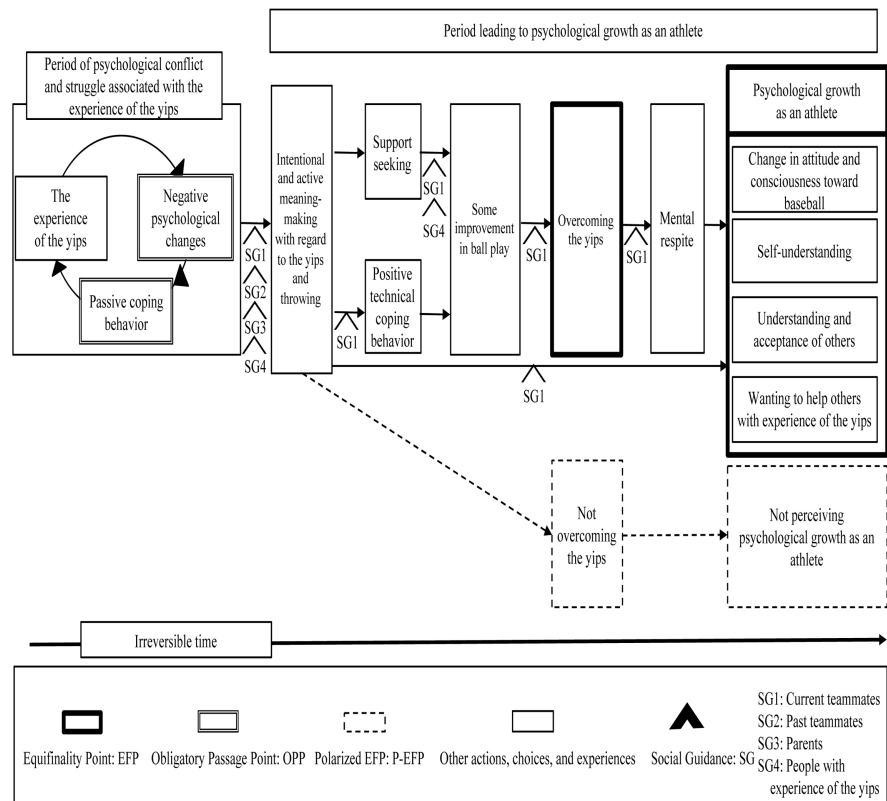 Period leading to psychological growth as an athlete
Period of psychological conflict
and struggle associated with the
experience of the yips
The
experience
of the yips
Negative
psychological
changes
Passive coping
behavior
SG1
SG2
SG3
SG4
Intentional
and active
meaning-
making
with regard
to the yips
and
throwing
Support
seeking
SG1
SG4
SG1
Positive
technical
coping
behavior
Some
improvement
in ball play
SG1
Overcoming
the yips
SG1
Mental
respite
SG1
Psychological growth
as an athlete
Change in attitude and
consciousness toward
baseball
Self-understanding
Understanding and
acceptance of others
Wanting to help others
with experience of the yips
Not
overcoming
the yips
Not perceiving
psychological growth as an
athlete
Irreversible time
Equifinality Point: EFP
Obligatory Passage Point: OPP
Polarized EFP: P-EFP
Other actions, choices, and experiences
Social Guidance: SG
SG1: Current teammates
SG2: Past teammates
SG3: Parents
SG4: People with
experience of the yips